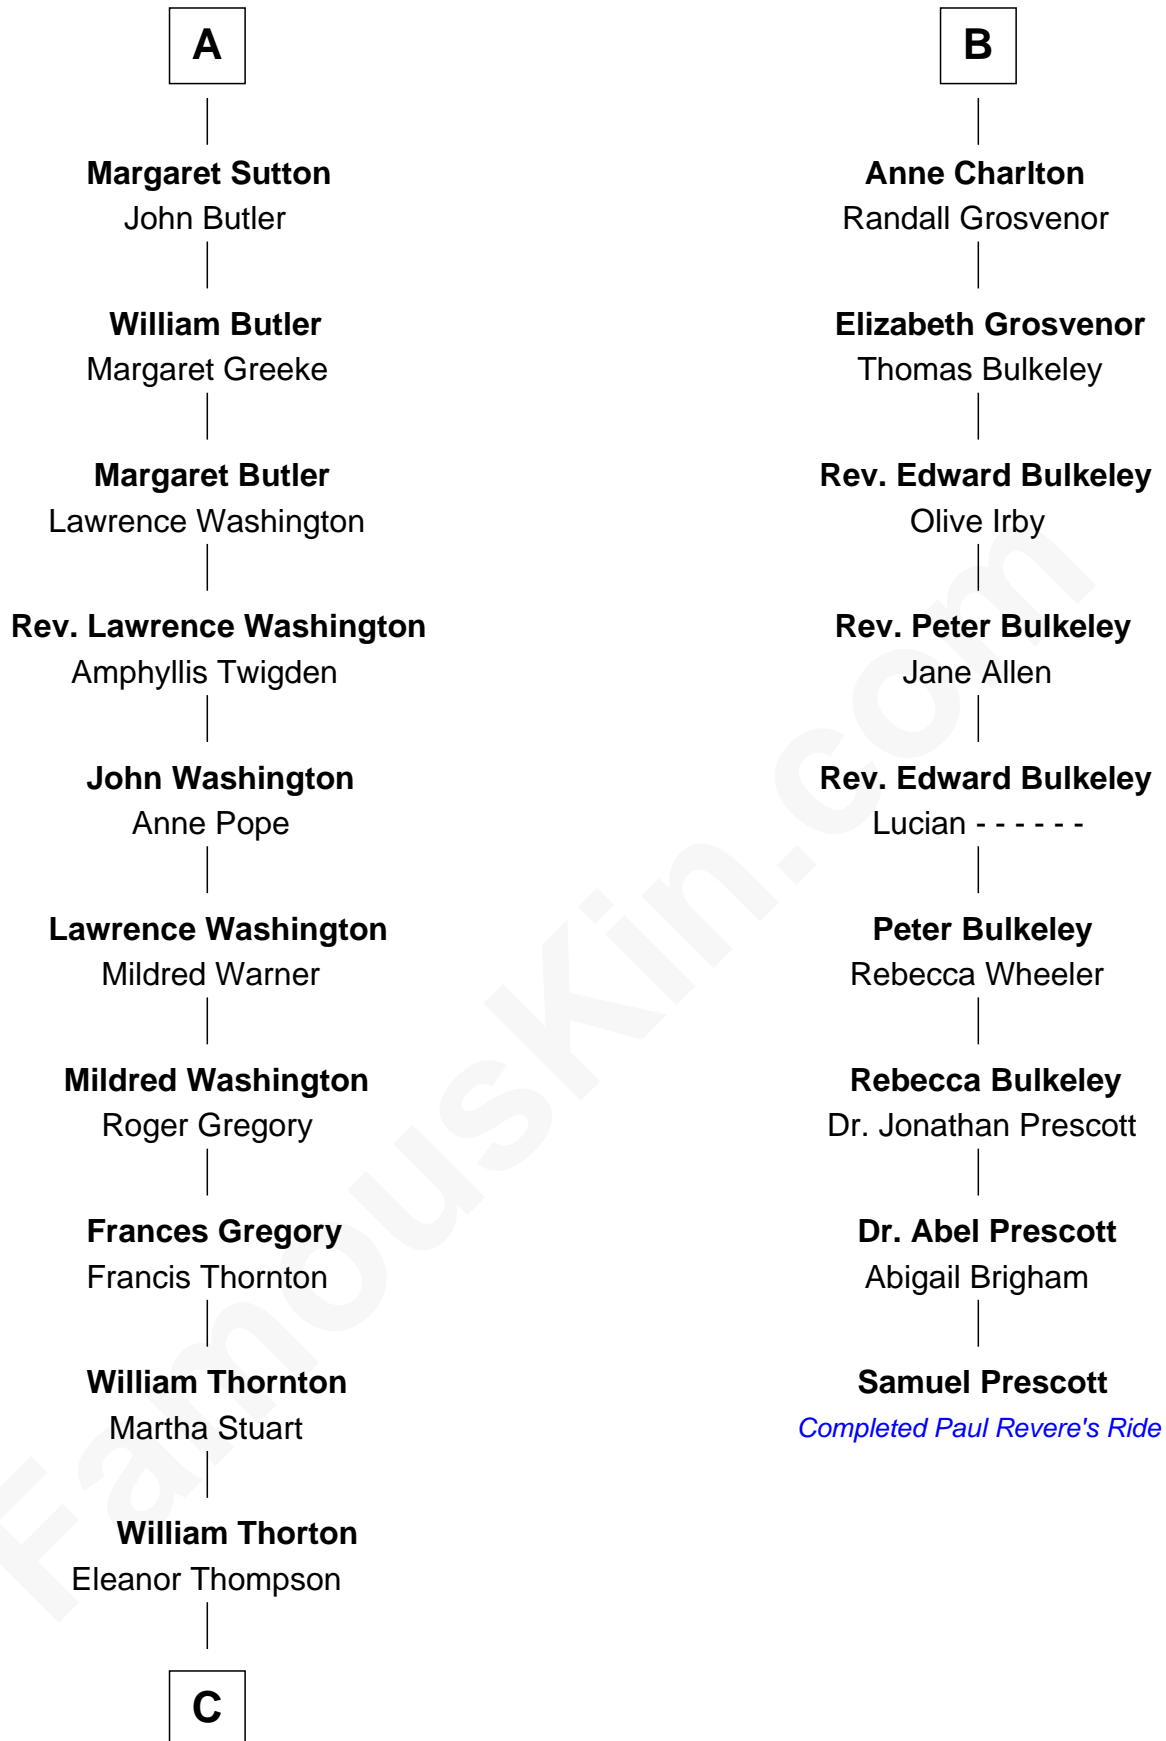 A
Margaret Sutton
John Butler
William Butler
Margaret Greeke
Margaret Butler
Lawrence Washington
Rev. Lawrence Washington
Amphyllis Twigden
John Washington
Anne Pope
Lawrence Washington
Mildred Warner
Mildred Washington
Roger Gregory
Frances Gregory
Francis Thornton
William Thornton
Martha Stuart
William Thorton
Eleanor Thompson
C
B
Anne Charlton
Randall Grosvenor
Elizabeth Grosvenor
Thomas Bulkeley
Rev. Edward Bulkeley
Olive Irby
Rev. Peter Bulkeley
Jane Allen
Rev. Edward Bulkeley
Lucian - - - - - -
Peter Bulkeley
Rebecca Wheeler
Rebecca Bulkeley
Dr. Jonathan Prescott
Dr. Abel Prescott
Abigail Brigham
Samuel Prescott
Completed Paul Revere's Ride
FamousKin.com